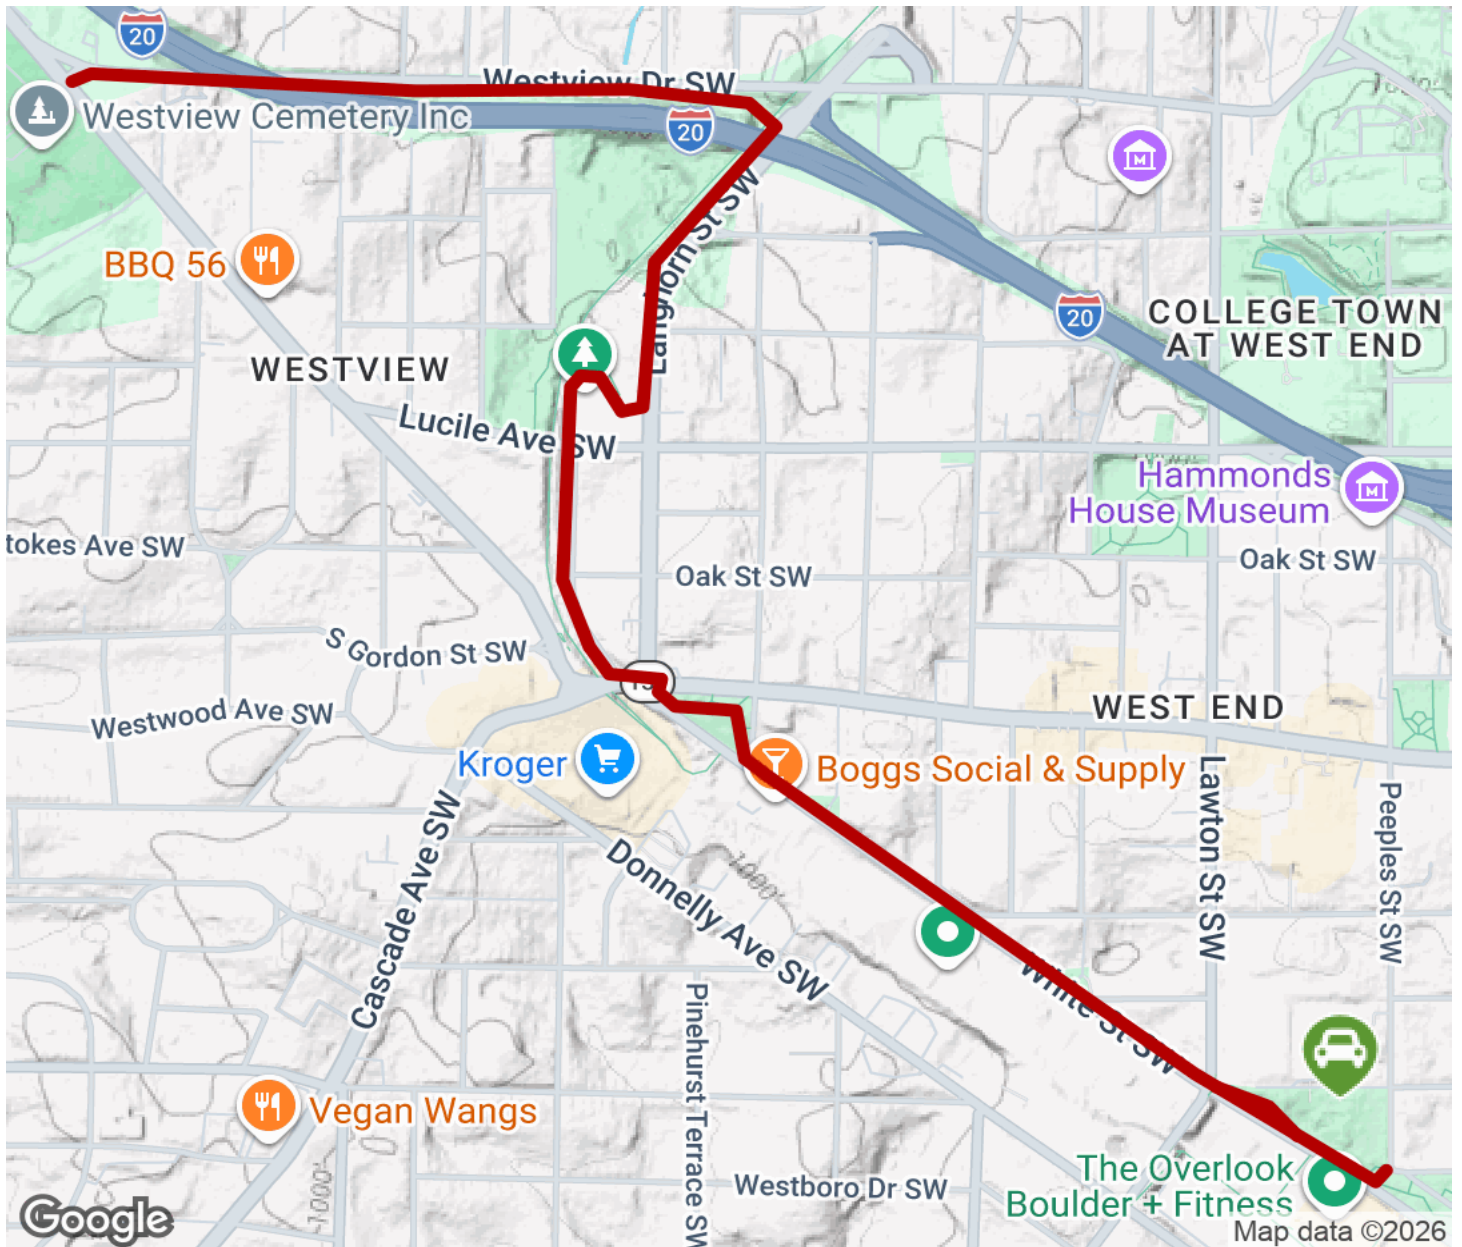 20
Westview Dr SW
Westview Cemetery Inc
20
Langhorn St SW
BBQ 56
20
COLLEGE TOWN
AT WEST END
WESTVIEW
Lucile Ave SW
Hammonds
House Museum
tokes Ave SW
Oak St SW
Oak St SW
S Gordon St SW
Westwood Ave SW
WEST END
Kroger
Boggs Social & Supply
Lawton St SW
Peeples St SW
Cascade Ave SW
Donnelly Ave SW
1000'
White St SW
Pinehurst Terrace SW
Vegan Wangs
1000'
The Overlook
Boulder + Fitness
Westboro Dr SW
Google
Map data ©2026